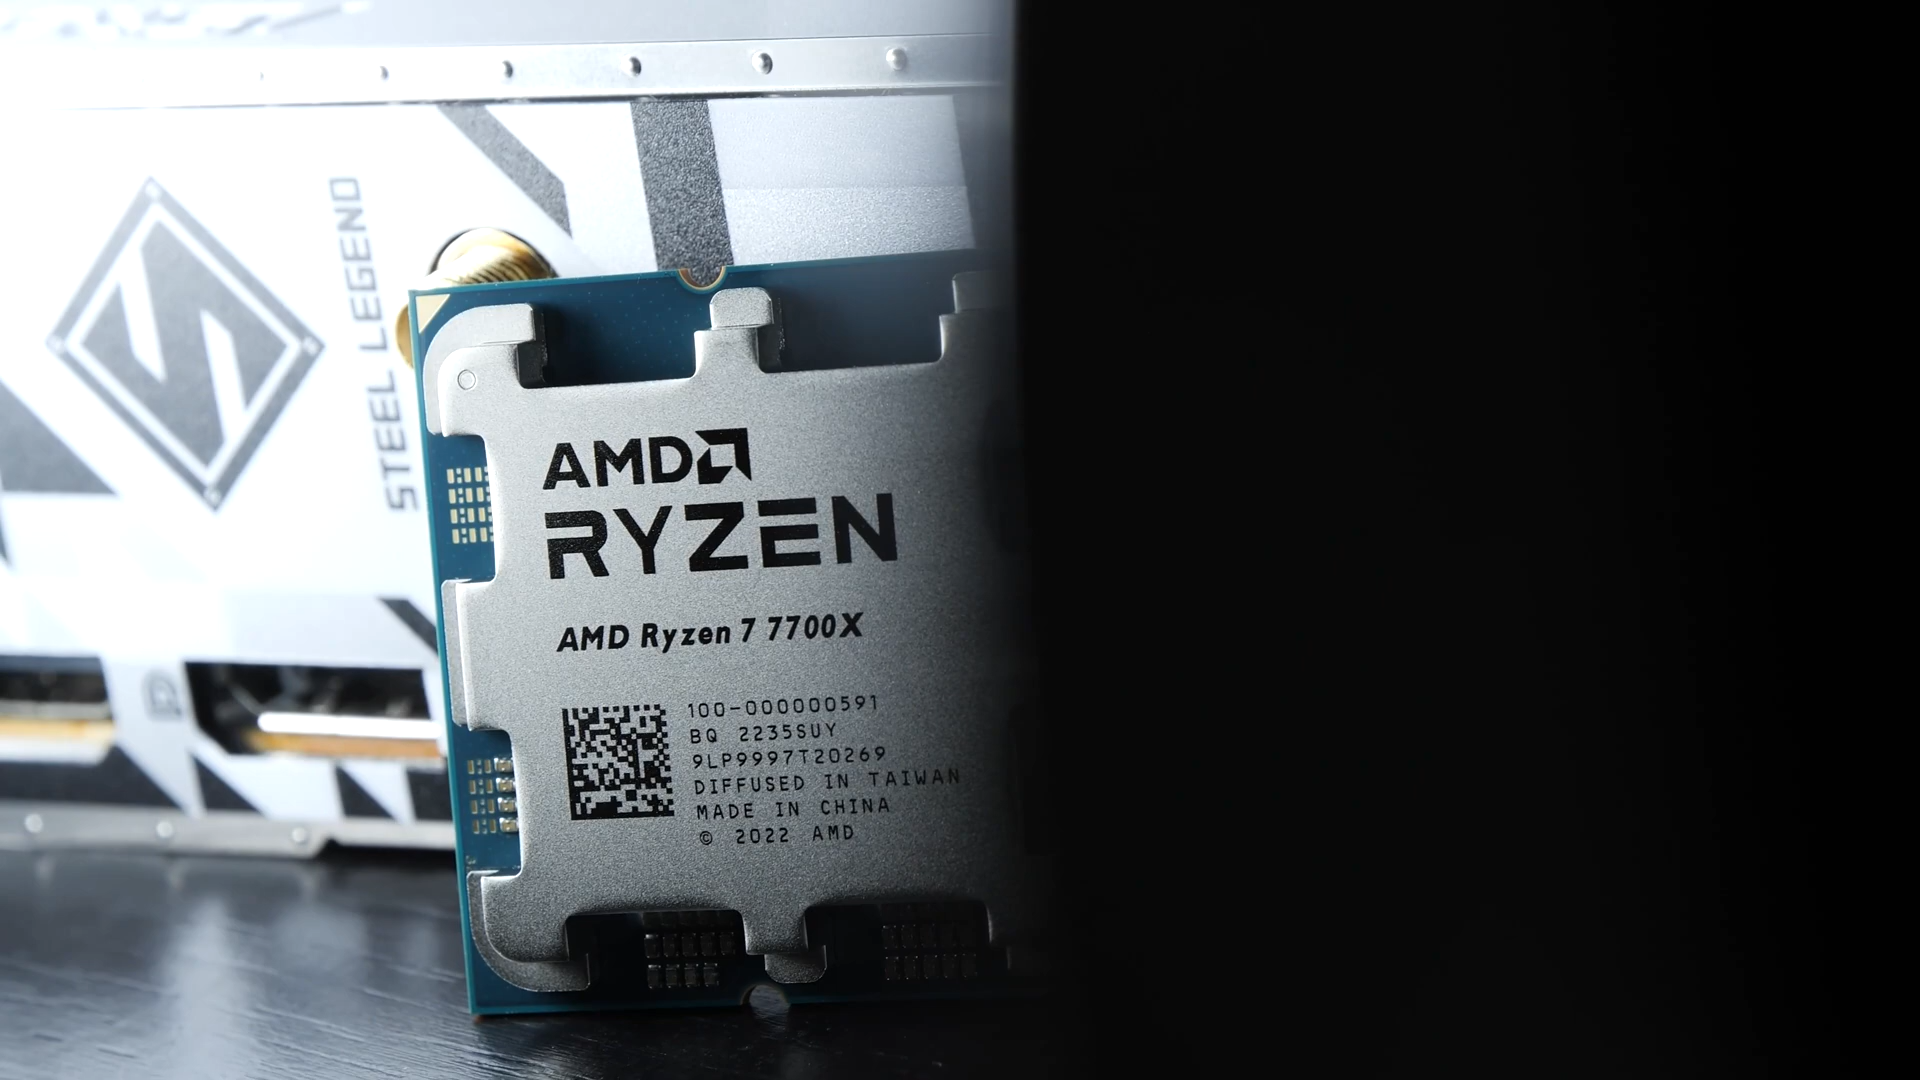 STEEL LEGEND
AMD
RYZEN
AMD Ryzen 7 7700X
100-000000591
BQ 2235SUY
9LP9997T20269
DIFFUSED IN TAIWAN
MADE IN CHINA
© 2022 AMD